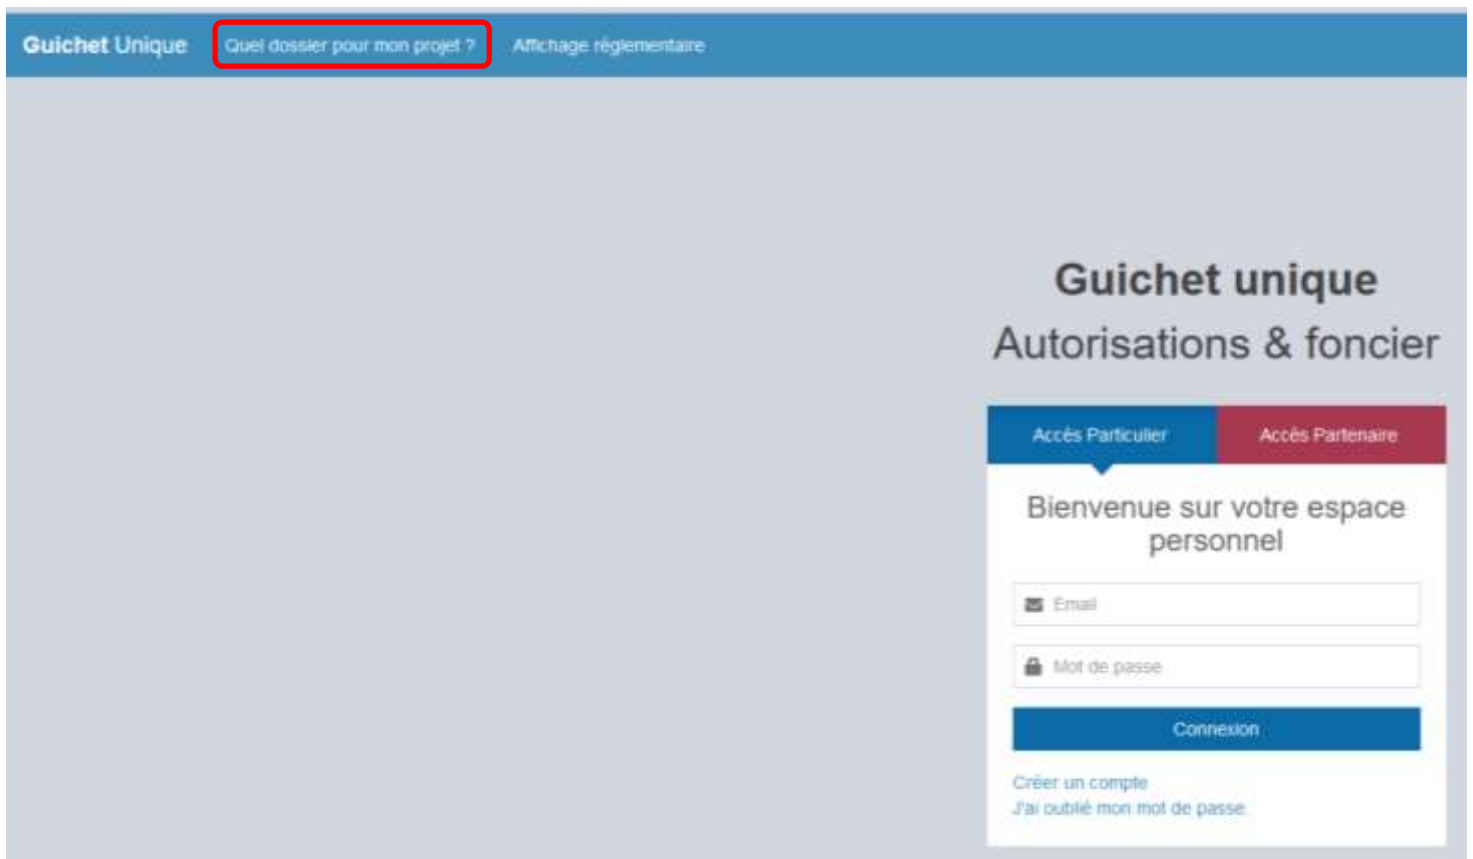 Guichet Unique
Quel dossier pour mon projet ?
Affichage réglementaire
Guichet unique
Autorisations & foncier
Accès Particulier
Accès Partenaire
Bienvenue sur votre espace
personnel
Email
Mot de passe
Connexion
Créer un compte
J'ai oublié mon mot de passe.